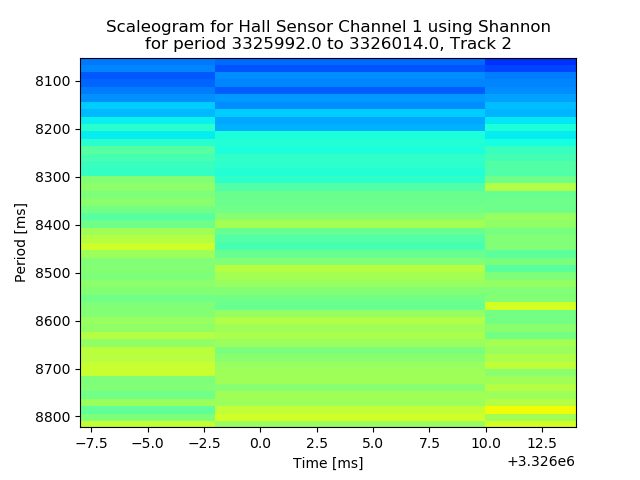 Scaleogram for Hall Sensor Channel 1 using Shannon
for period 3325992.0 to 3326014.0, Track 2
Period [ms]
8100
8200
8300
8400
8500
8600
8700
8800
−7.5 −5.0 −2.5 0.0 2.5 5.0 7.5 10.0 12.5
Time [ms]
+3.326e6